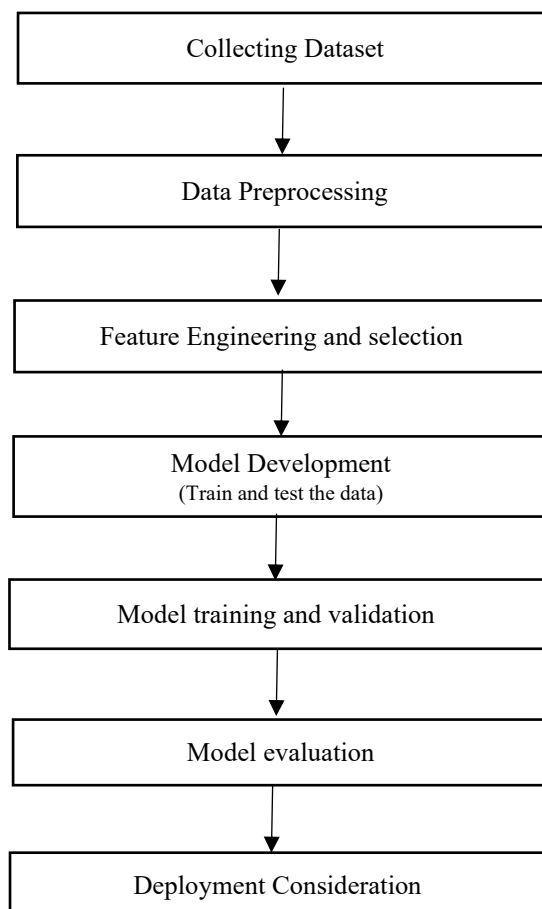 Collecting Dataset
Data Preprocessing
Feature Engineering and selection
Model Development
(Train and test the data)
Model training and validation
Model evaluation
Deployment Consideration